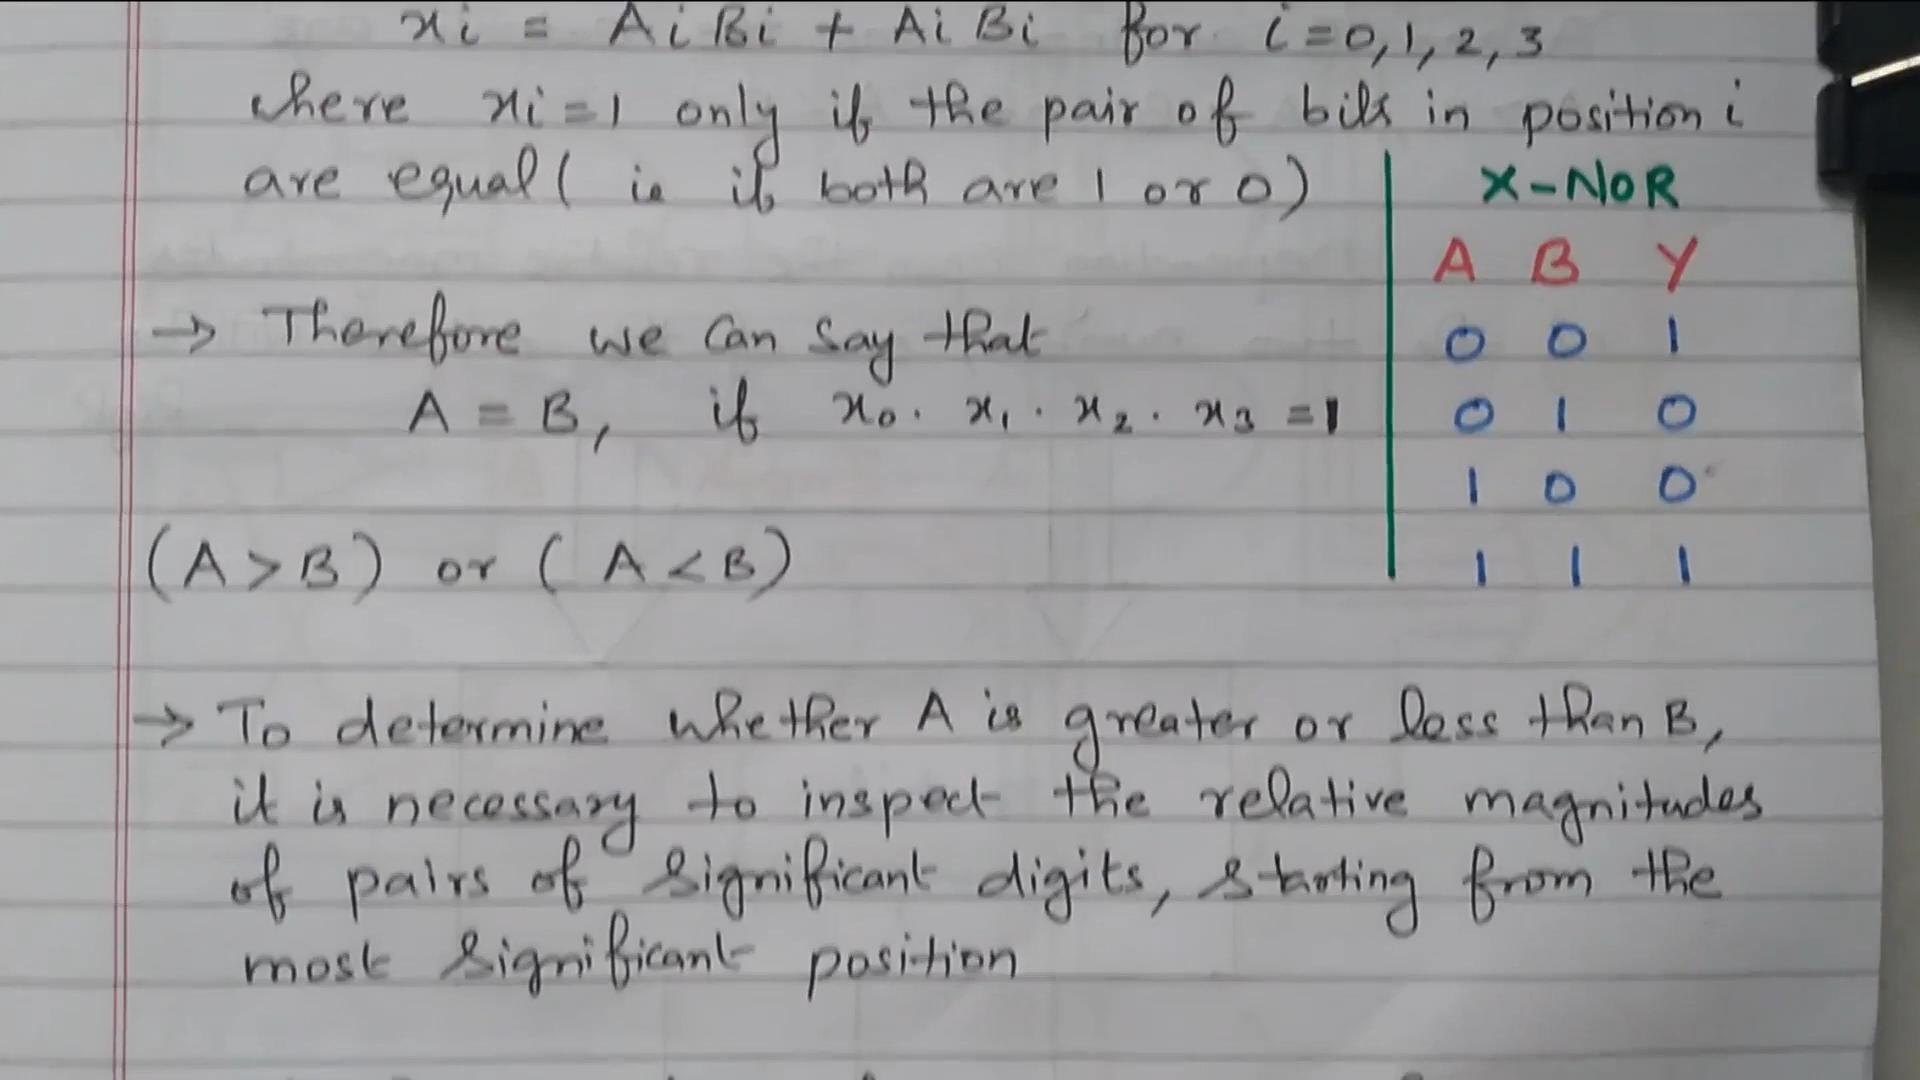 xi = AiBi + AiBi for i=0,1,2,3
where xi=1 only if the pair of bits in position i
are equal ( ie if both are 1 or 0)
X-NOR
A B Y
0 0 1
0 1 0
1 0 0
1 1 1
→ Therefore we can say that
A = B, if x0 . x1 . x2 . x3 = 1
(A > B) or ( A < B)
→ To determine whether A is greater or less than B,
it is necessary to inspect the relative magnitudes
of pairs of significant digits, starting from the
most significant position